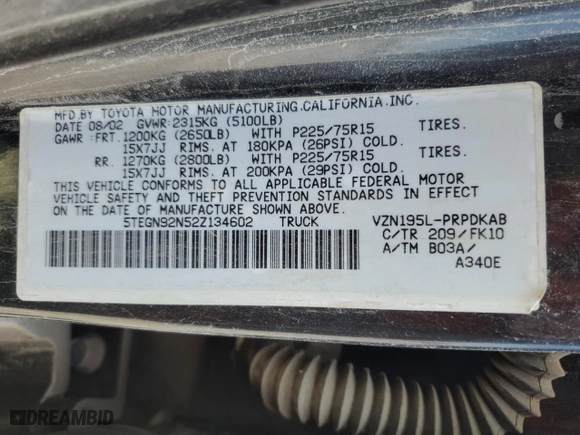 MFD.BY TOYOTA MOTOR MANUFACTURING.CALIFORNIA.INC.
DATE 08/02 GVWR:2315KG (5100LB)
GAWR:FRT.1200KG (2650LB) WITH P225/75R15 TIRES.
15X7JJ RIMS. AT 180KPA (26PSI) COLD.
RR. 1270KG (2800LB) WITH P225/75R15 TIRES.
15X7JJ RIMS. AT 200KPA (29PSI) COLD.
THIS VEHICLE CONFORMS TO ALL APPLICABLE FEDERAL MOTOR
VEHICLE SAFETY AND THEFT PREVENTION STANDARDS IN EFFECT
ON THE DATE OF MANUFACTURE SHOWN ABOVE.
5TEGN92N52Z134602 TRUCK VZN195L-PRPDKAB
C/TR 209/FK10
A/TM B03A/
A340E
DREAMBID